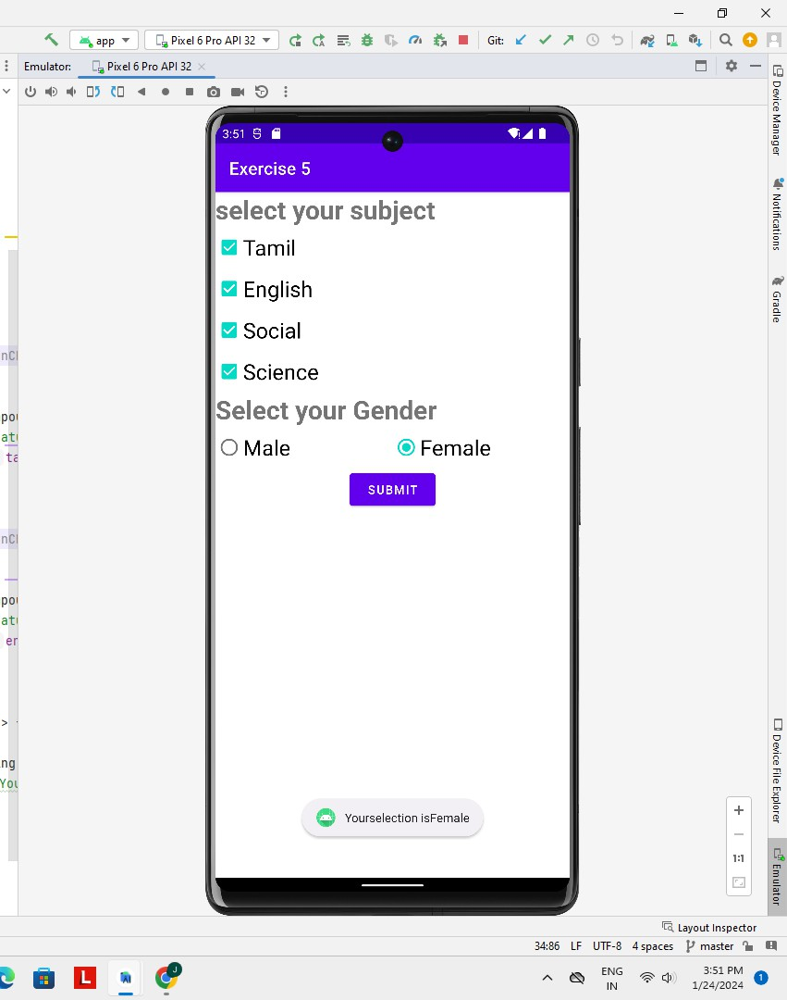 app
Pixel 6 Pro API 32
Git:
Emulator:
Pixel 6 Pro API 32
3:51
Exercise 5
select your subject
Tamil
English
Social
Science
Select your Gender
Male
Female
SUBMIT
Yourselection isFemale
Device Manager
Notifications
Gradle
Device File Explorer
Emulator
1:1
Layout Inspector
34:86 LF UTF-8 4 spaces master
L
J
ENG
IN
3:51 PM
1/24/2024
1